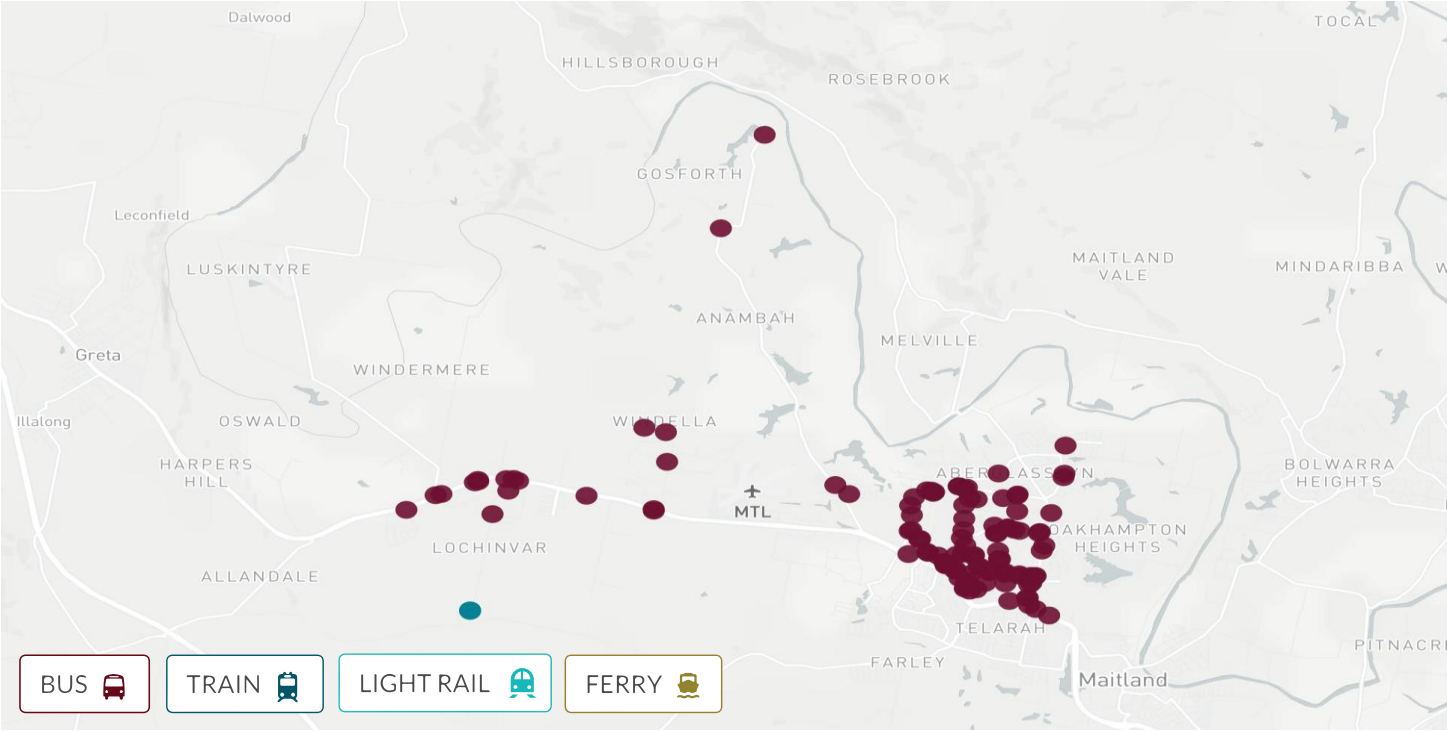 Dalwood
TOCAL
HILLSBOROUGH
ROSEBROOK
GOSFORTH
Leconfield
LUSKINTYRE
MAITLAND
VALE
MINDARIBBA
W
ANAMBAH
MELVILLE
Greta
WINDERMERE
Illalong
OSWALD
WINDELLA
HARPERS
HILL
ABERGLASSLYN
BOLWARRA
HEIGHTS
MTL
OAKHAMPTON
HEIGHTS
LOCHINVAR
ALLANDALE
TELARAH
FARLEY
PITNACRE
Maitland
BUS
TRAIN
LIGHT RAIL
FERRY